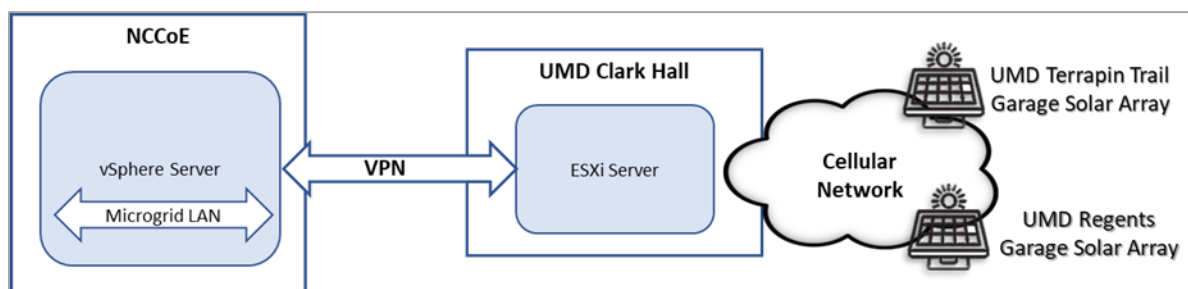 NCCoE
vSphere Server
Microgrid LAN
VPN
UMD Clark Hall
ESXi Server
Cellular
Network
UMD Terrapin Trail
Garage Solar Array
UMD Regents
Garage Solar Array